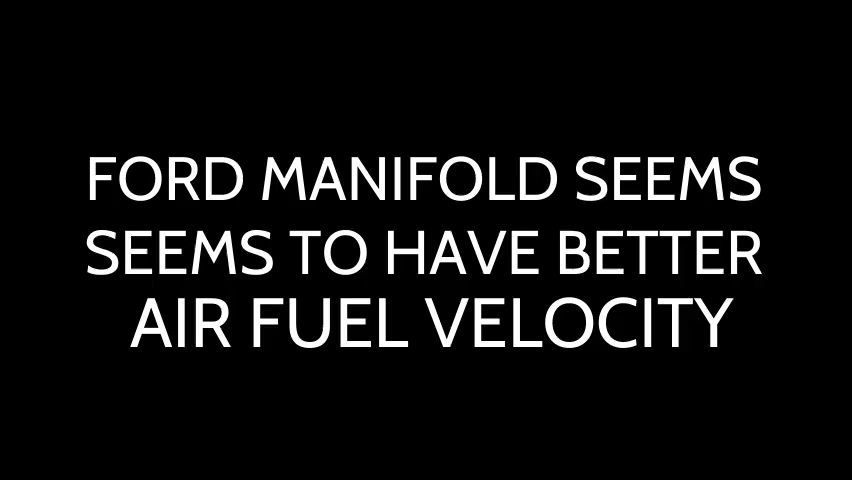 FORD MANIFOLD SEEMS
SEEMS TO HAVE BETTER
AIR FUEL VELOCITY